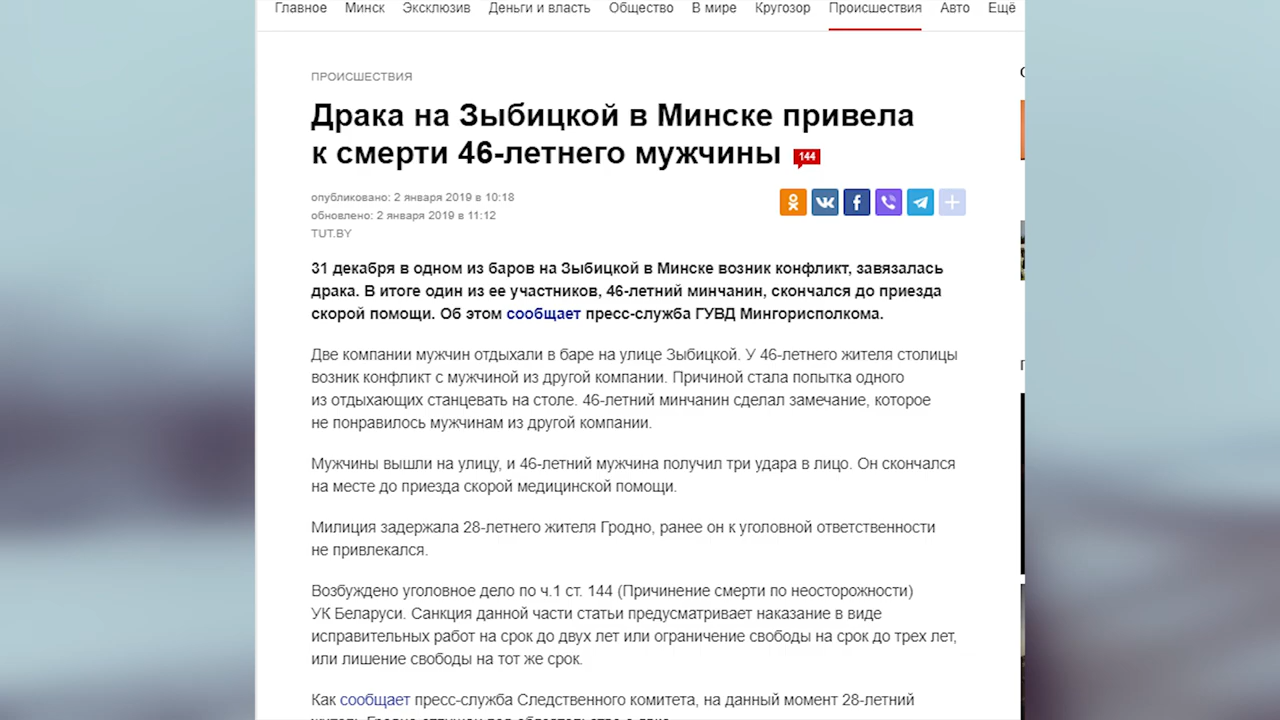 Главное Минск Эксклюзив Деньги и власть Общество В мире Кругозор Происшествия Авто Ещё
ПРОИСШЕСТВИЯ
Драка на Зыбицкой в Минске привела
к смерти 46-летнего мужчины 144
опубликовано: 2 января 2019 в 10:18
обновлено: 2 января 2019 в 11:12
TUT.BY
31 декабря в одном из баров на Зыбицкой в Минске возник конфликт, завязалась
драка. В итоге один из ее участников, 46-летний минчанин, скончался до приезда
скорой помощи. Об этом сообщает пресс-служба ГУВД Мингорисполкома.
Две компании мужчин отдыхали в баре на улице Зыбицкой. У 46-летнего жителя столицы
возник конфликт с мужчиной из другой компании. Причиной стала попытка одного
из отдыхающих станцевать на столе. 46-летний минчанин сделал замечание, которое
не понравилось мужчинам из другой компании.
Мужчины вышли на улицу, и 46-летний мужчина получил три удара в лицо. Он скончался
на месте до приезда скорой медицинской помощи.
Милиция задержала 28-летнего жителя Гродно, ранее он к уголовной ответственности
не привлекался.
Возбуждено уголовное дело по ч.1 ст. 144 (Причинение смерти по неосторожности)
УК Беларуси. Санкция данной части статьи предусматривает наказание в виде
исправительных работ на срок до двух лет или ограничение свободы на срок до трех лет,
или лишение свободы на тот же срок.
Как сообщает пресс-служба Следственного комитета, на данный момент 28-летний